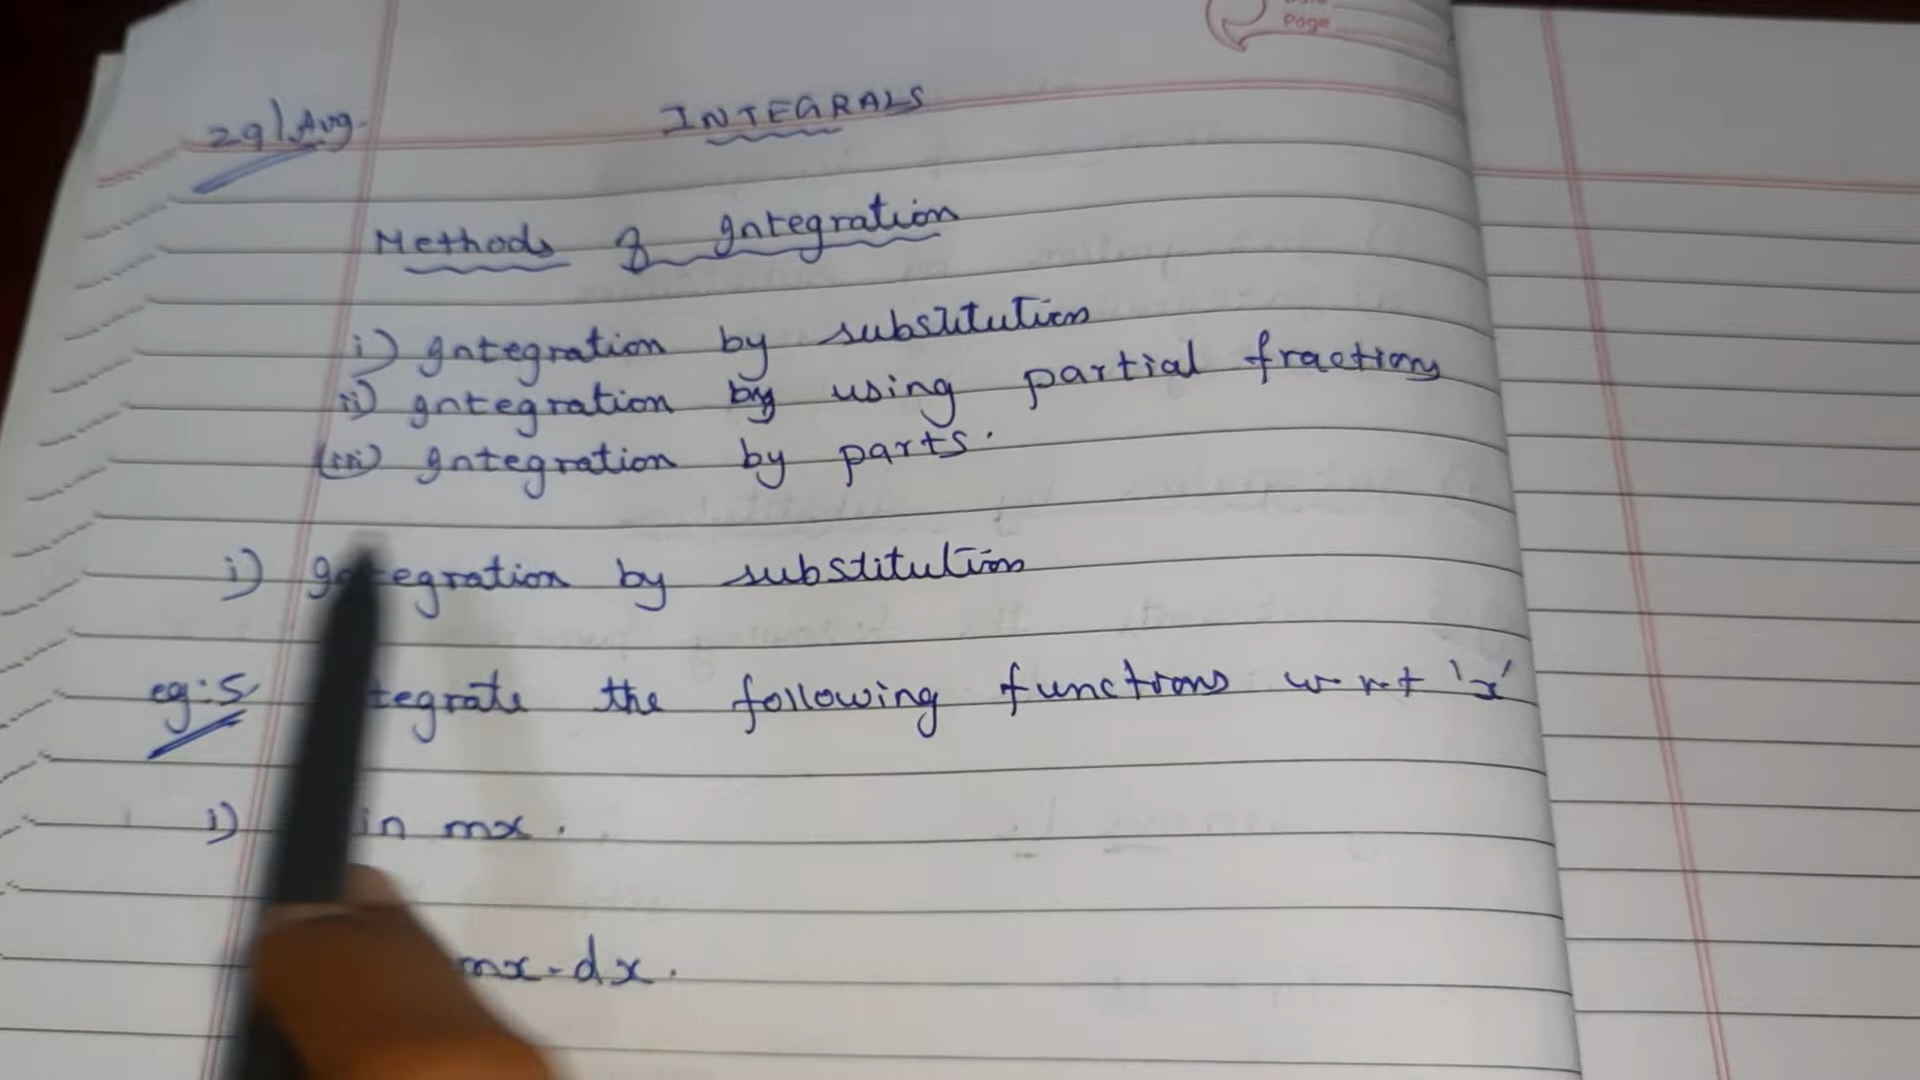 Page
29/Aug.
INTEGRALS
Methods of Integration
i) Integration by substitution
ii) Integration by using partial fractions
(iii) Integration by parts.
i) Integration by substitution
eg:5 the following functions w.r.t 'x'
i) mx.
mx.dx.